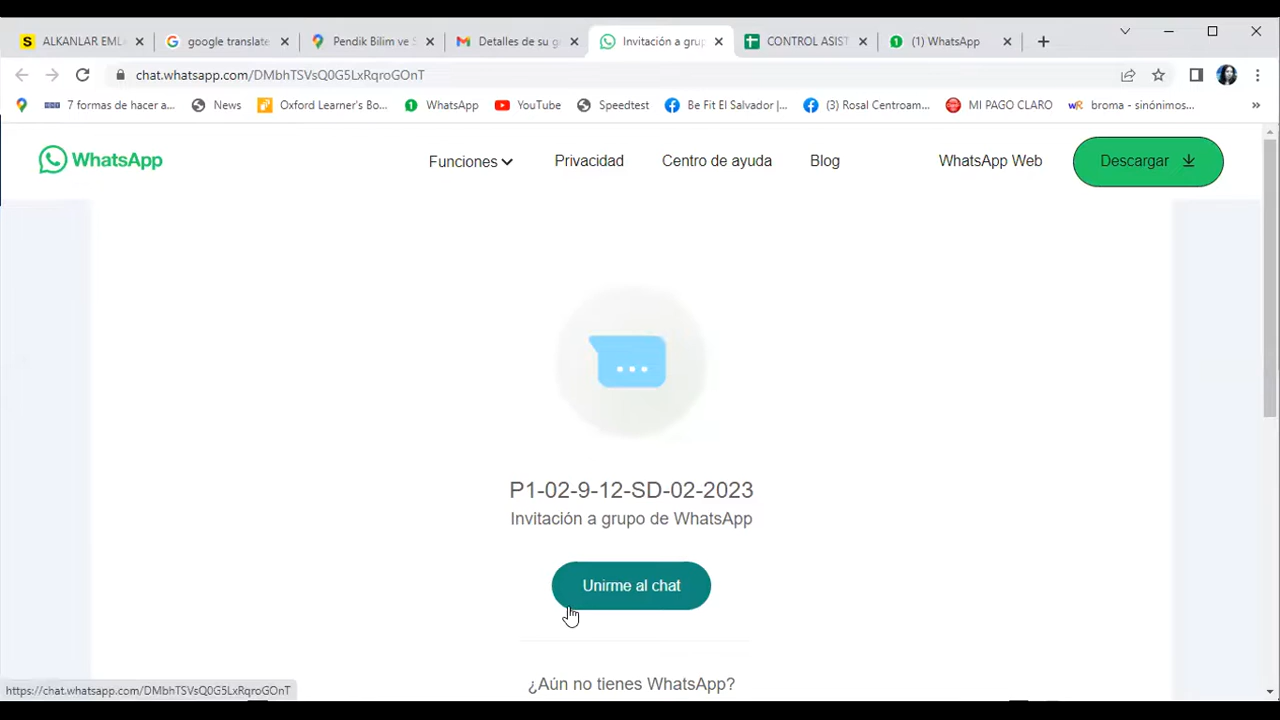 ALKANLAR EML
google translate
Pendik Bilim ve S
Detalles de su g
Invitación a grup
CONTROL ASIST
(1) WhatsApp
chat.whatsapp.com/DMbhTSVsQ0G5LxRqroGOnT
7 formas de hacer a...
News
Oxford Learner's Bo...
WhatsApp
YouTube
Speedtest
Be Fit El Salvador |...
(3) Rosal Centroam...
MI PAGO CLARO
broma - sinónimos...
WhatsApp
Funciones
Privacidad
Centro de ayuda
Blog
WhatsApp Web
Descargar
P1-02-9-12-SD-02-2023
Invitación a grupo de WhatsApp
Unirme al chat
¿Aún no tienes WhatsApp?
https://chat.whatsapp.com/DMbhTSVsQ0G5LxRqroGOnT